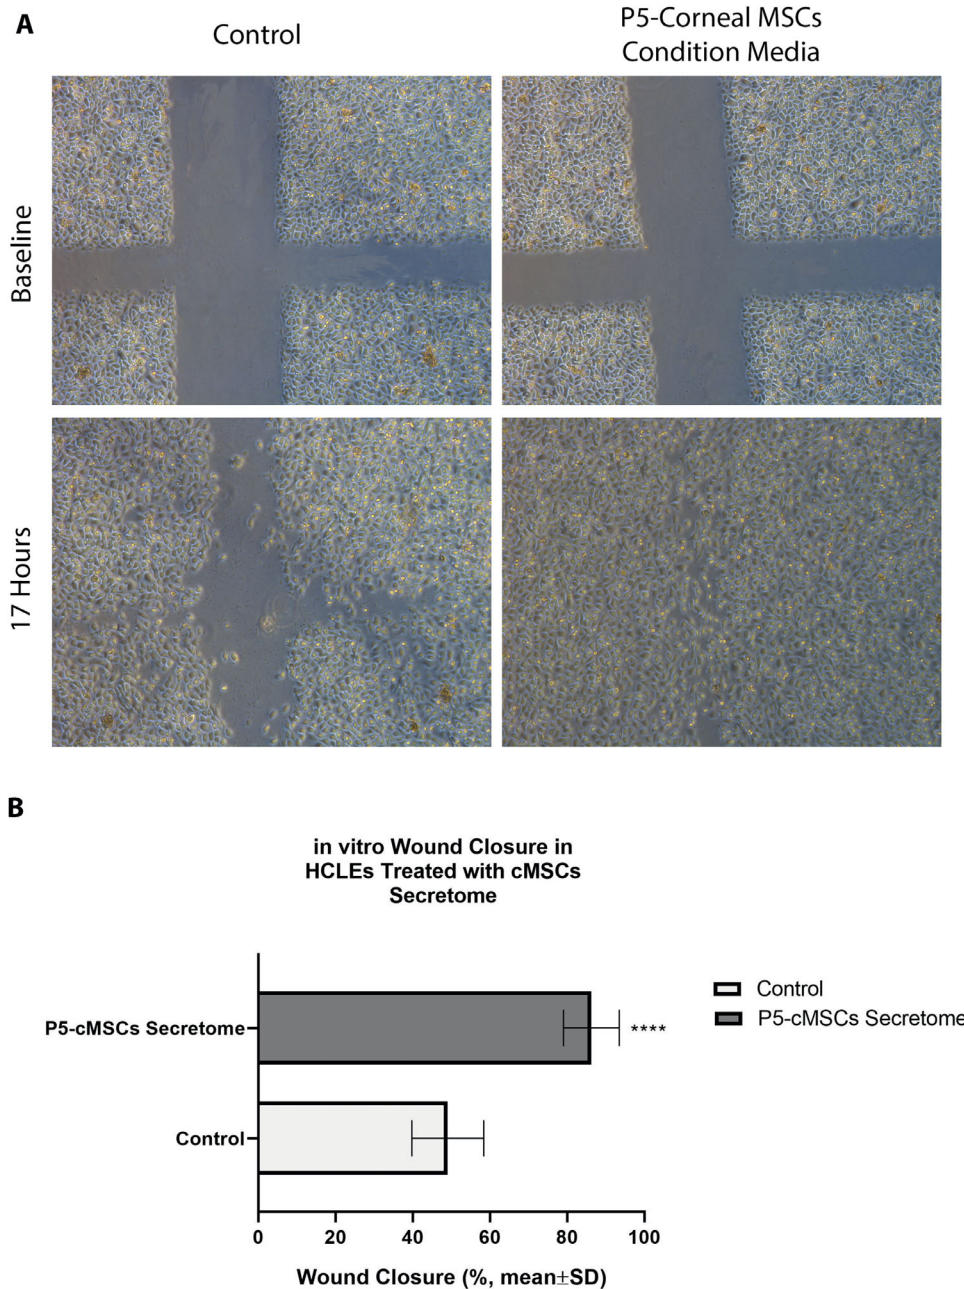 A
Control
P5-Corneal MSCs
Condition Media
Baseline
17 Hours
B
in vitro Wound Closure in
HCLEs Treated with cMSCs
Secretome
P5-cMSCs Secretome
****
Control
Control
P5-cMSCs Secretome
0 20 40 60 80 100
Wound Closure (%, mean±SD)